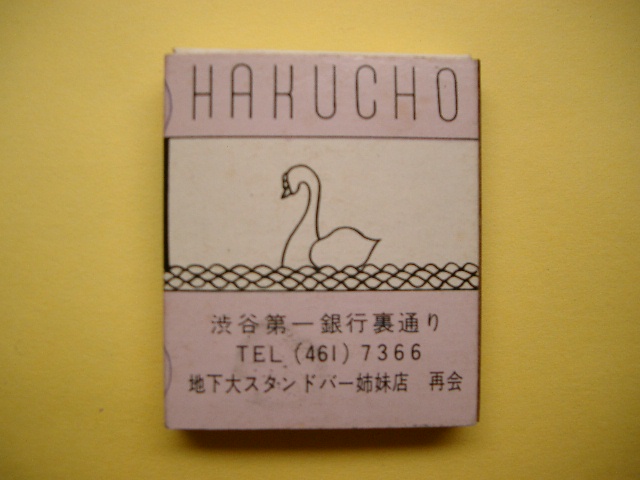 HAKUCHO
渋谷第一銀行裏通り
TEL (461) 7366
地下大スタンドバー姉妹店 再会